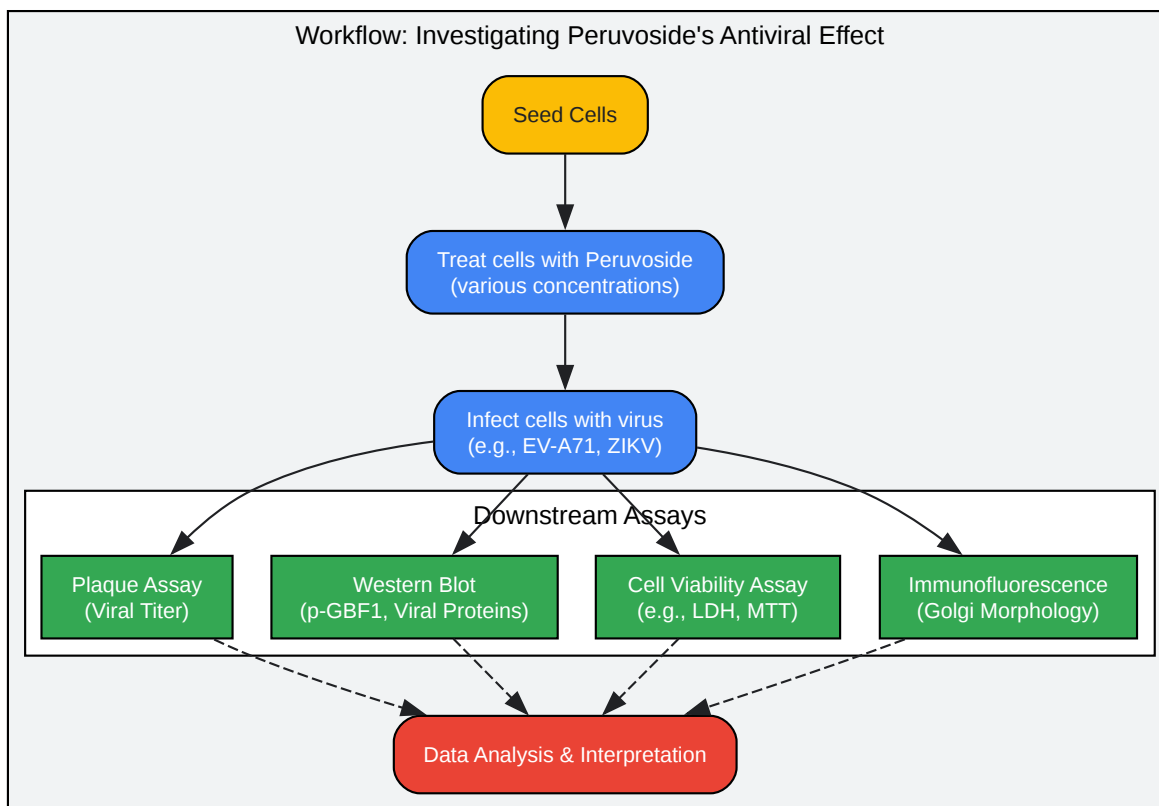 Workflow: Investigating Peruvoside's Antiviral Effect
Seed Cells
Treat cells with Peruvoside
(various concentrations)
Infect cells with virus
(e.g., EV-A71, ZIKV)
Downstream Assays
Plaque Assay
(Viral Titer)
Western Blot
(p-GBF1, Viral Proteins)
Cell Viability Assay
(e.g., LDH, MTT)
Immunofluorescence
(Golgi Morphology)
Data Analysis & Interpretation